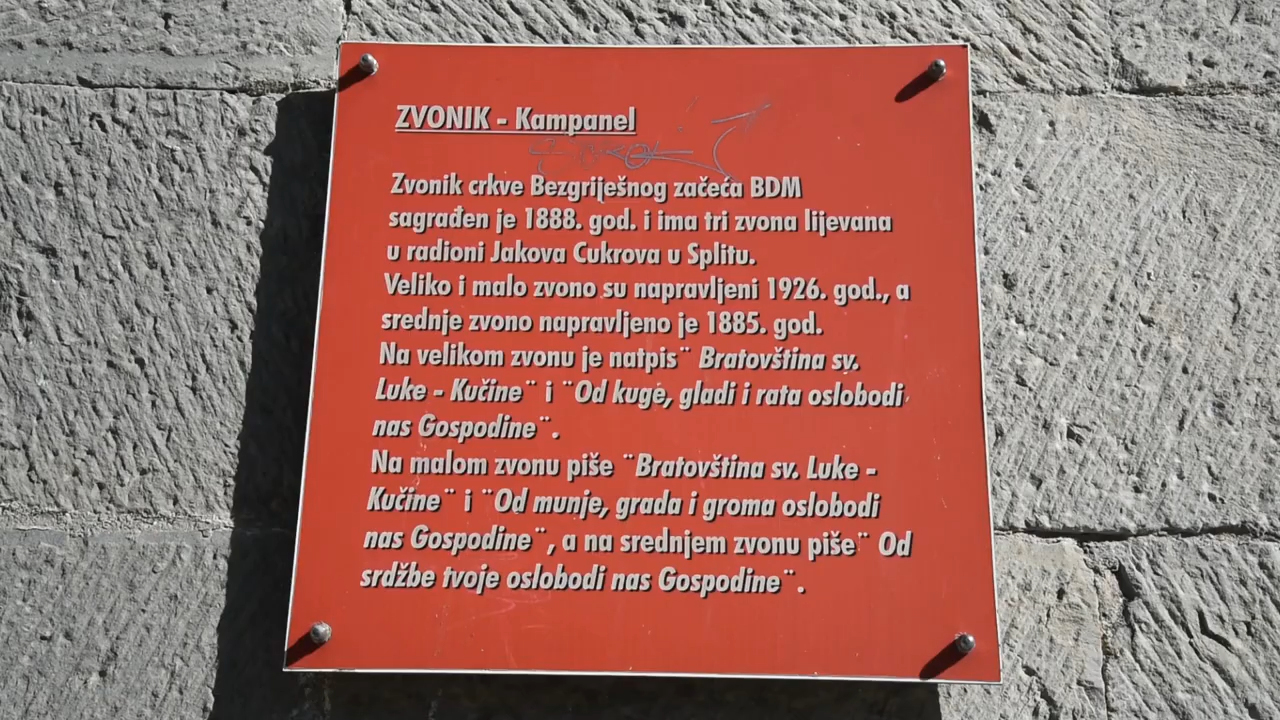 ZVONIK - Kampanel
Zvonik crkve Bezgriješnog začeća BDM
sagrađen je 1888. god. i ima tri zvona lijevana
u radioni Jakova Cukrova u Splitu.
Veliko i malo zvono su napravljeni 1926. god., a
srednje zvono napravljeno je 1885. god.
Na velikom zvonu je natpis¨ Bratovština sv.
Luke - Kučine¨ i ¨Od kuge, gladi i rata oslobodi
nas Gospodine¨.
Na malom zvonu piše ¨Bratovština sv. Luke -
Kučine¨ i ¨Od munje, grada i groma oslobodi
nas Gospodine¨, a na srednjem zvonu piše¨ Od
srdžbe tvoje oslobodi nas Gospodine¨.